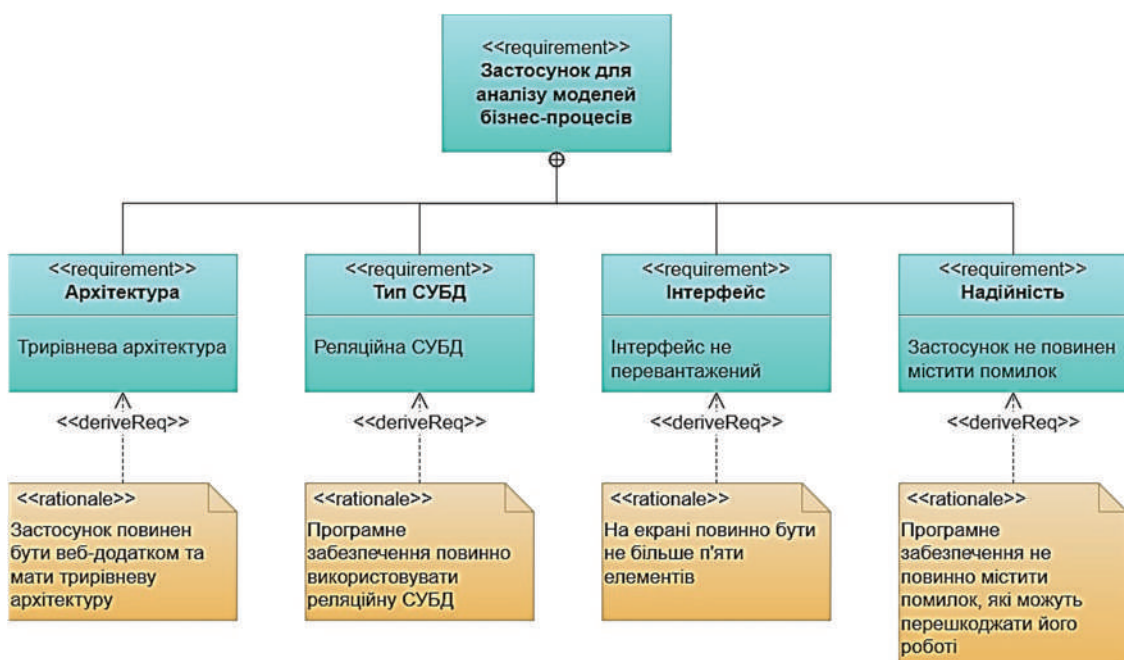 <<requirement>>
Застосунок для
аналізу моделей
бізнес-процесів
<<requirement>>
Архітектура
Трирівнева архітектура
<<deriveReq>>
<<rationale>>
Застосунок повинен
бути веб-додатком та
мати трирівневу
архітектуру
<<requirement>>
Тип СУБД
Реляційна СУБД
<<deriveReq>>
<<rationale>>
Програмне
забезпечення повинно
використовувати
реляційну СУБД
<<requirement>>
Інтерфейс
Інтерфейс не
перевантажений
<<deriveReq>>
<<rationale>>
На екрані повинно бути
не більше п'яти
елементів
<<requirement>>
Надійність
Застосунок не повинен
містити помилок
<<deriveReq>>
<<rationale>>
Програмне
забезпечення не
повинно містити
помилок, які можуть
перешкоджати його
роботі